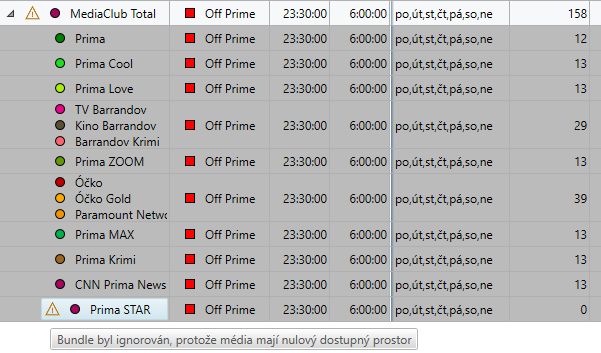 MediaClub Total Off Prime 23:30:00 6:00:00 po,út,st,čt,pá,so,ne 158
Prima Off Prime 23:30:00 6:00:00 po,út,st,čt,pá,so,ne 12
Prima Cool Off Prime 23:30:00 6:00:00 po,út,st,čt,pá,so,ne 13
Prima Love Off Prime 23:30:00 6:00:00 po,út,st,čt,pá,so,ne 13
TV Barrandov
Kino Barrandov Off Prime 23:30:00 6:00:00 po,út,st,čt,pá,so,ne 29
Barrandov Krimi
Prima ZOOM Off Prime 23:30:00 6:00:00 po,út,st,čt,pá,so,ne 13
Óčko
Óčko Gold Off Prime 23:30:00 6:00:00 po,út,st,čt,pá,so,ne 39
Paramount Netwo
Prima MAX Off Prime 23:30:00 6:00:00 po,út,st,čt,pá,so,ne 13
Prima Krimi Off Prime 23:30:00 6:00:00 po,út,st,čt,pá,so,ne 13
CNN Prima News Off Prime 23:30:00 6:00:00 po,út,st,čt,pá,so,ne 13
Prima STAR Off Prime 23:30:00 6:00:00 po,út,st,čt,pá,so,ne 0
Bundle byl ignorován, protože média mají nulový dostupný prostor